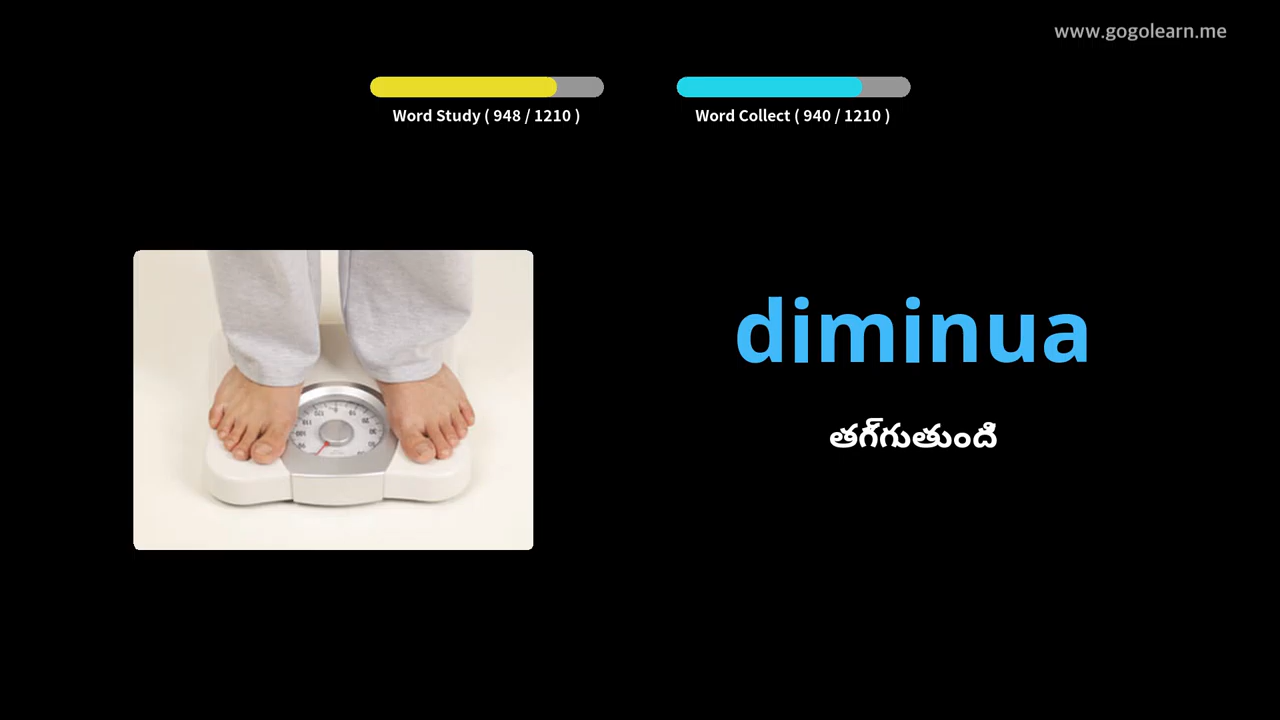 www.gogolearn.me
Word Study ( 948 / 1210 )
Word Collect ( 940 / 1210 )
diminua
తగ్గుతుంది